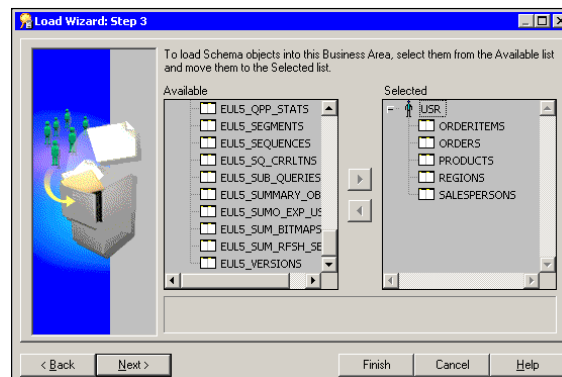 Load Wizard: Step 3
To load Schema objects into this Business Area, select them from the Available list
and move them to the Selected list.
Available
EUL5_QPP_STATS
EUL5_SEGMENTS
EUL5_SEQUENCES
EUL5_SQ_CRRLTNS
EUL5_SUB_QUERIES
EUL5_SUMMARY_OB
EUL5_SUMO_EXP_US
EUL5_SUM_BITMAPS
EUL5_SUM_RFSH_SE
EUL5_VERSIONS
Selected
USR
ORDERITEMS
ORDERS
PRODUCTS
REGIONS
SALESPERSONS
< Back
Next >
Finish
Cancel
Help